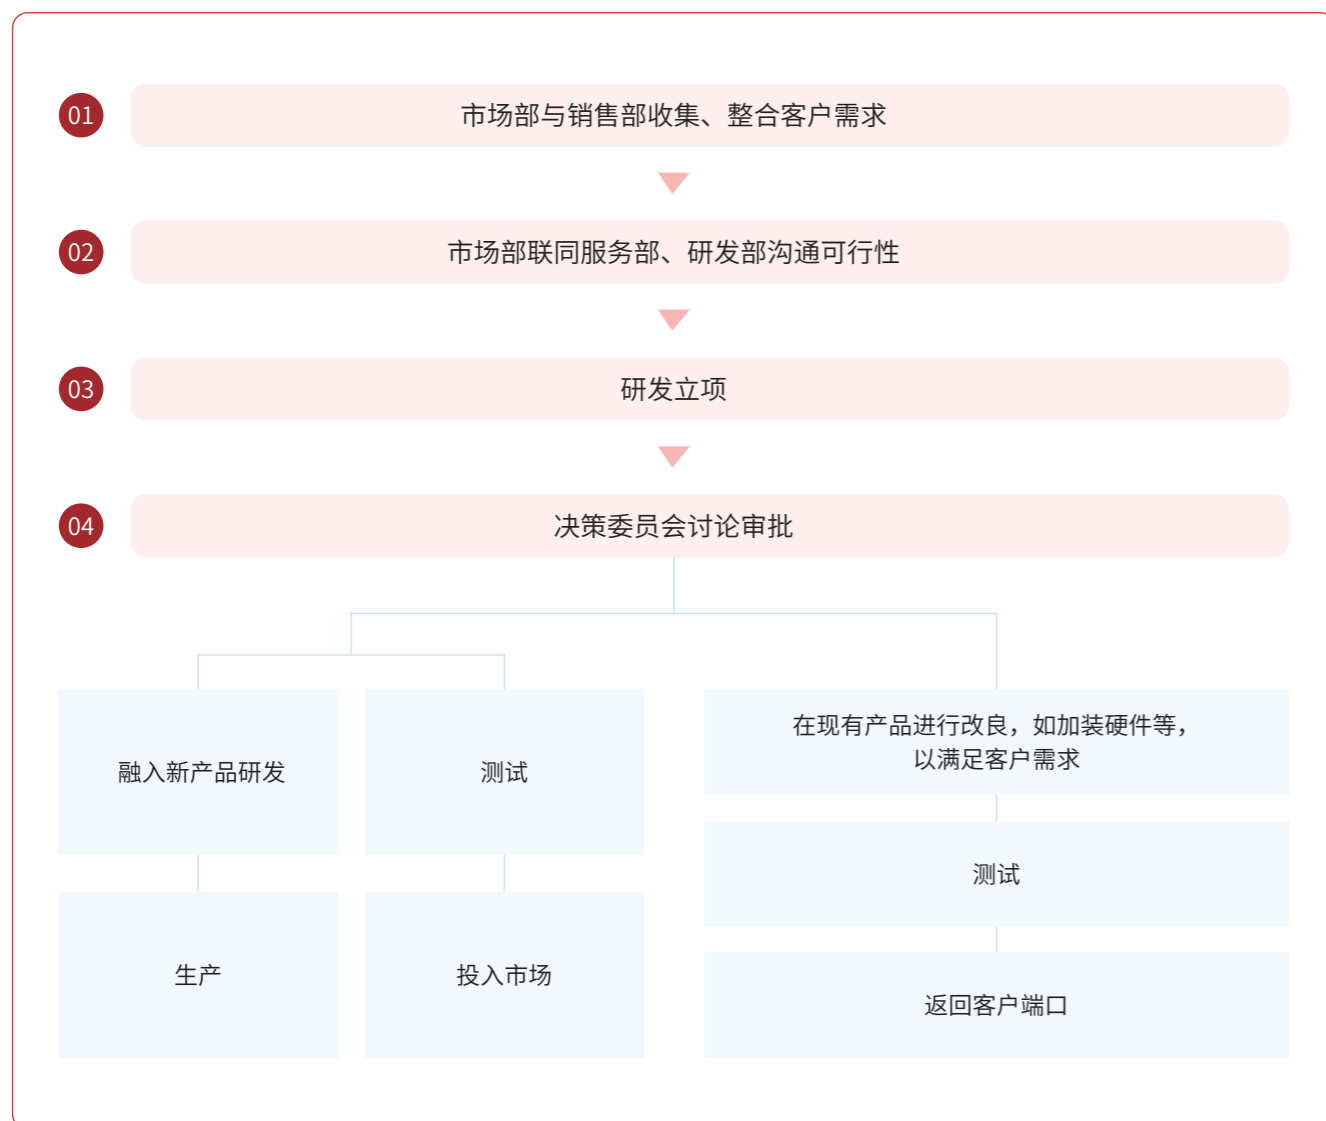 01
市场部与销售部收集、整合客户需求
02
市场部联同服务部、研发部沟通可行性
03
研发立项
04
决策委员会讨论审批
融入新产品研发
测试
生产
投入市场
在现有产品进行改良，如加装硬件等，
以满足客户需求
测试
返回客户端口